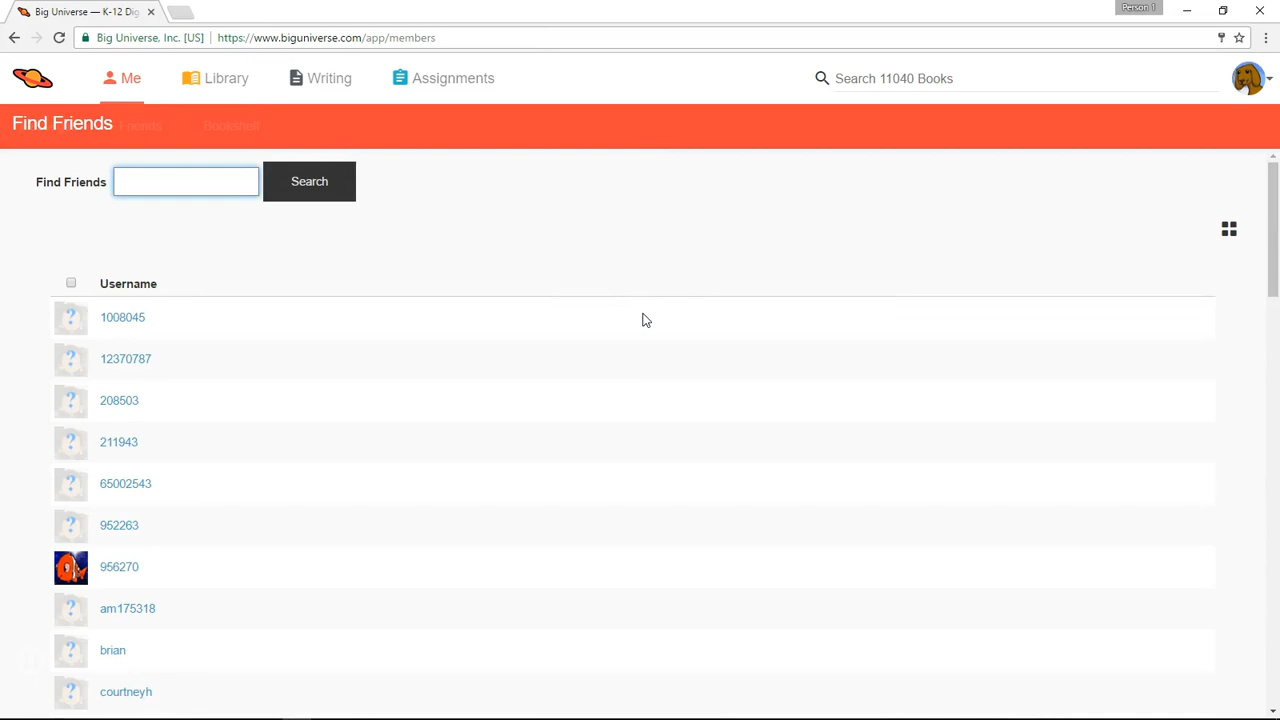 Big Universe — K-12 Dig
Person 1
Big Universe, Inc. [US]
https://www.biguniverse.com/app/members
Me
Library
Writing
Assignments
Search 11040 Books
Find Friends
Friends
Bookshelf
Find Friends
Search
Username
1008045
12370787
208503
211943
65002543
952263
956270
am175318
brian
courtneyh